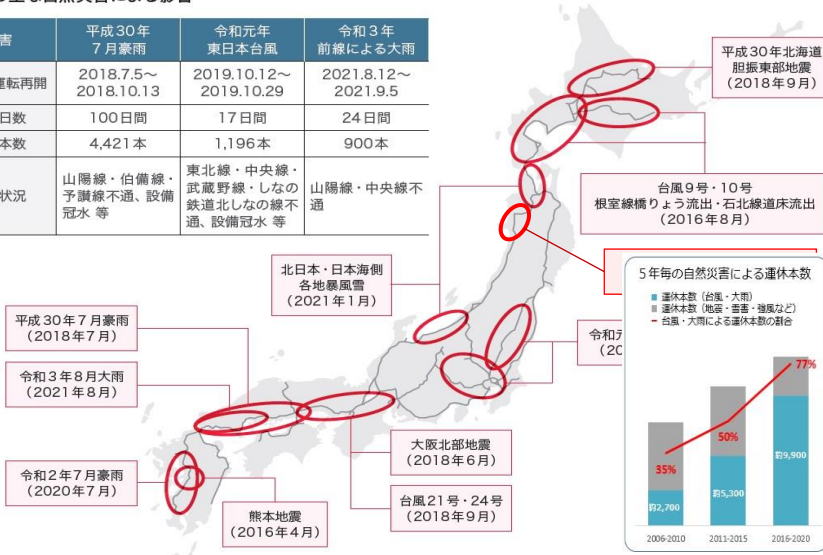 害
平成30年
7月豪雨
令和元年
東日本台風
令和3年
前線による大雨
運転再開
2018.7.5～
2018.10.13
2019.10.12～
2019.10.29
2021.8.12～
2021.9.5
日数
100日間
17日間
24日間
本数
4,421本
1,196本
900本
状況
山陽線・伯備線・
予讃線不通、設備
冠水 等
東北線・中央線・
武蔵野線・しなの
鉄道北しなの線不
通、設備冠水 等
山陽線・中央線不
通
平成30年北海道
胆振東部地震
（2018年9月）
台風9号・10号
根室線橋りょう流出・石北線道床流出
（2016年8月）
北日本・日本海側
各地暴風雪
（2021年1月）
平成30年7月豪雨
（2018年7月）
令和3年8月大雨
（2021年8月）
令和2年7月豪雨
（2020年7月）
熊本地震
（2016年4月）
大阪北部地震
（2018年6月）
台風21号・24号
（2018年9月）
令和元
（20
5年毎の自然災害による運休本数
運休本数（台風・大雨）
運休本数（地震・雪害・強風など）
台風・大雨による運休本数の割合
35%
50%
77%
約2,700
約5,300
約9,900
2006-2010
2011-2015
2016-2020